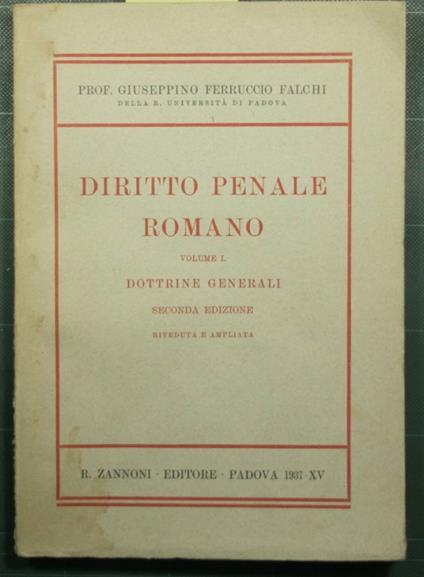 PROF. GIUSEPPINO FERRUCCIO FALCHI
DELLA R. UNIVERSITÀ DI PADOVA
DIRITTO PENALE
ROMANO
VOLUME I.
DOTTRINE GENERALI
SECONDA EDIZIONE
RIVEDUTA E AMPLIATA
R. ZANNONI · EDITORE · PADOVA 1937-XV